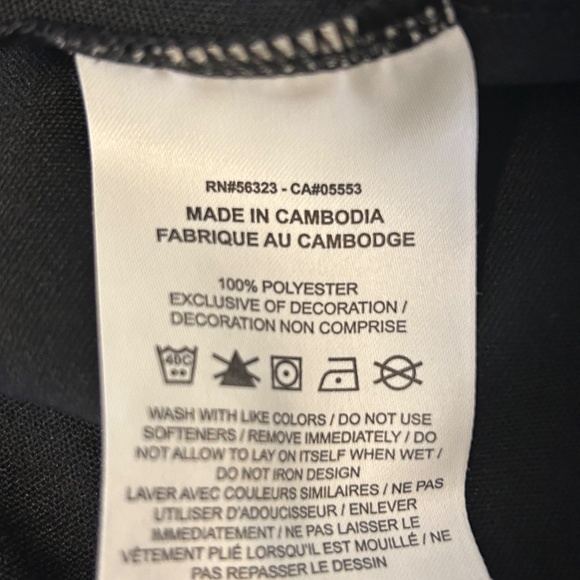 RN#56323 - CA#05553
MADE IN CAMBODIA
FABRIQUE AU CAMBODGE
100% POLYESTER
EXCLUSIVE OF DECORATION /
DECORATION NON COMPRISE
40C
WASH WITH LIKE COLORS / DO NOT USE
SOFTENERS / REMOVE IMMEDIATELY / DO
NOT ALLOW TO LAY ON ITSELF WHEN WET /
DO NOT IRON DESIGN
LAVER AVEC COULEURS SIMILAIRES / NE PAS
UTILISER D'ADOUCISSEUR / ENLEVER
IMMEDIATEMENT / NE PAS LAISSER LE
VÊTEMENT PLIÉ LORSQU'IL EST MOUILLÉ / NE
PAS REPASSER LE DESSIN